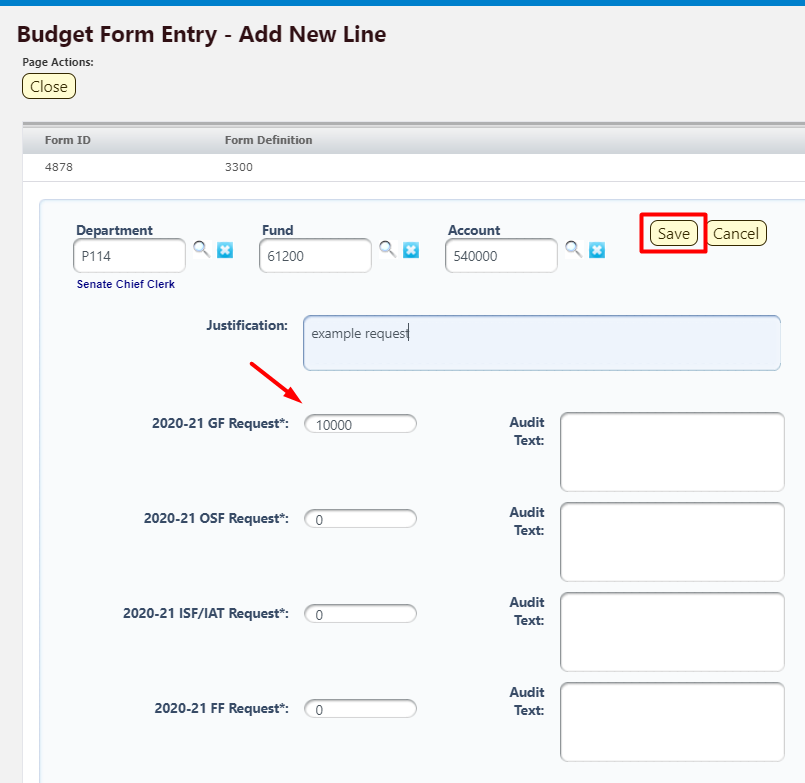 Budget Form Entry - Add New Line
Page Actions:
Close
Form ID Form Definition
4878 3300
Department Fund Account
P114 61200 540000 Save Cancel
Senate Chief Clerk
Justification: example request
2020-21 GF Request*: 10000 Audit
Text:
2020-21 OSF Request*: 0 Audit
Text:
2020-21 ISF/IAT Request*: 0 Audit
Text:
2020-21 FF Request*: 0 Audit
Text: